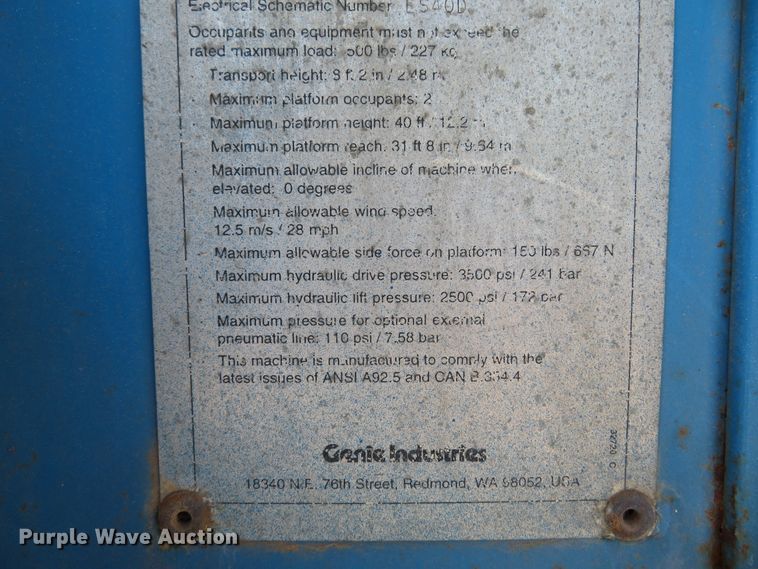 Electrical Schematic Number ES40D
Occupants and equipment must not exceed the
rated maximum load: 500 lbs / 227 kg
Transport height: 8 ft 2 in / 2.48 m
Maximum platform occupants: 2
Maximum platform height: 40 ft / 12.2 m
Maximum platform reach: 31 ft 8 in / 9.64 m
Maximum allowable incline of machine when
elevated: 0 degrees
Maximum allowable wind speed:
12.5 m/s / 28 mph
Maximum allowable side force on platform: 150 lbs / 667 N
Maximum hydraulic drive pressure: 3500 psi / 241 bar
Maximum hydraulic lift pressure: 2500 psi / 172 bar
Maximum pressure for optional external
pneumatic line: 110 psi / 7.58 bar
This machine is manufactured to comply with the
latest issues of ANSI A92.5 and CAN B.354.4
Genie Industries
18340 N.E. 76th Street, Redmond, WA 98052, USA
Purple Wave Auction